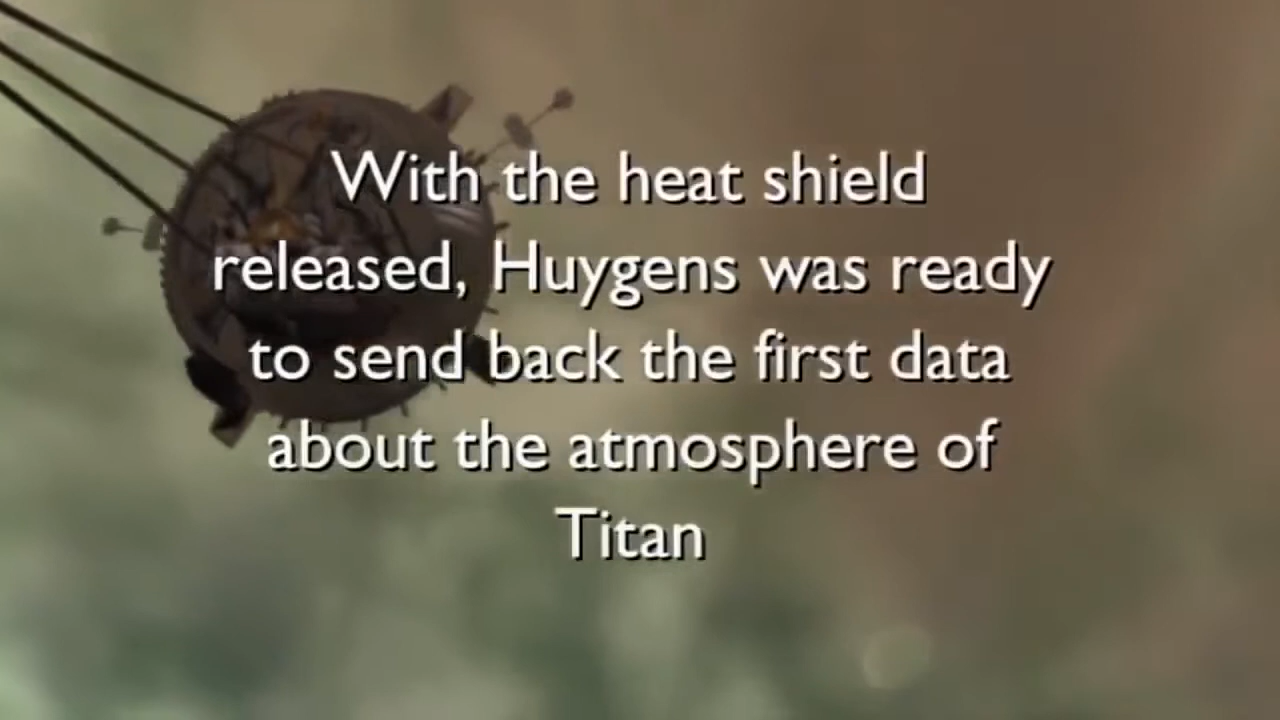 With the heat shield
released, Huygens was ready
to send back the first data
about the atmosphere of
Titan